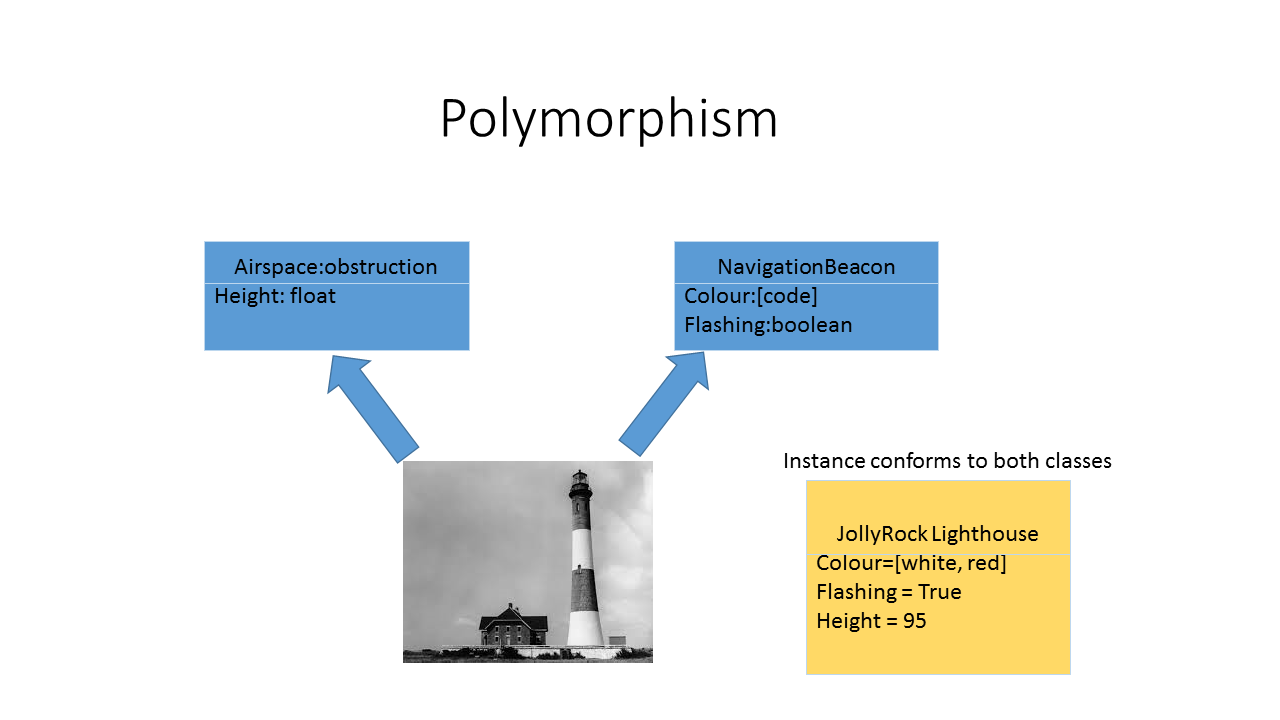 Polymorphism
Airspace:obstruction
Height: float
NavigationBeacon
Colour:[code]
Flashing:boolean
Instance conforms to both classes
JollyRock Lighthouse
Colour=[white, red]
Flashing = True
Height = 95